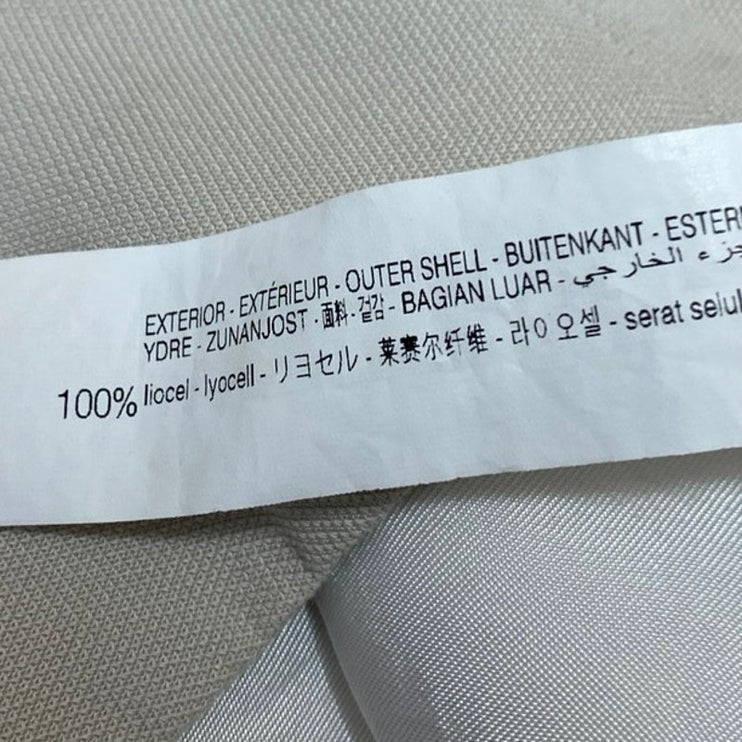 EXTERIOR - EXTÉRIEUR - OUTER SHELL - BUITENKANT - ESTERI
YDRE - ZUNANJOST - 面料 - 겉감 - BAGIAN LUAR - جزء الخارجي
100% liocel - lyocell - リヨセル - 莱赛尔纤维 - 라이오셀 - serat selul